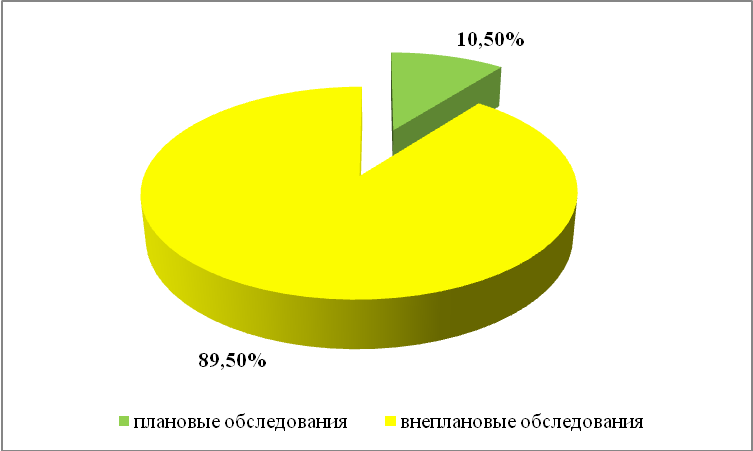 10,50%
89,50%
плановые обследования
внеплановые обследования